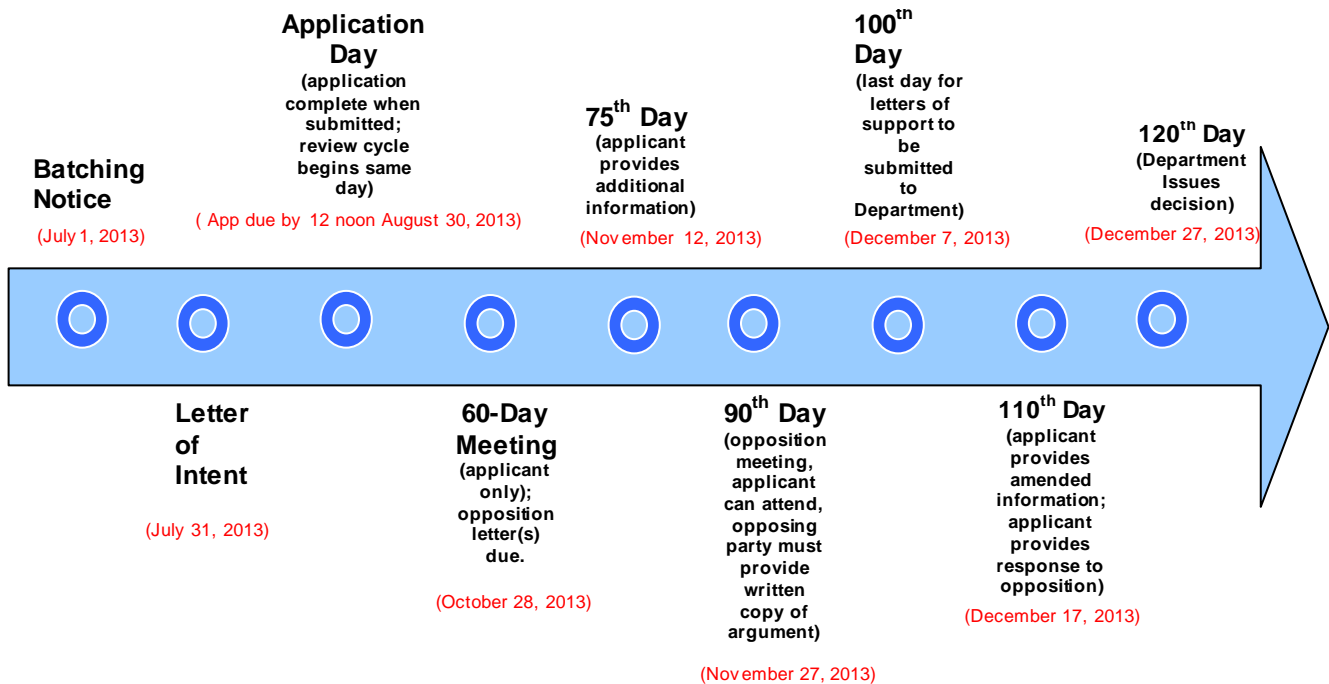 Batching
Notice
(July 1, 2013)
Application
Day
(application
complete when
submitted;
review cycle
begins same
day)
( App due by 12 noon August 30, 2013)
75th Day
(applicant
provides
additional
information)
(November 12, 2013)
100th
Day
(last day for
letters of
support to
be
submitted
to
Department)
(December 7, 2013)
120th Day
(Department
Issues
decision)
(December 27, 2013)
Letter
of
Intent
(July 31, 2013)
60-Day
Meeting
(applicant
only);
opposition
letter(s)
due.
(October 28, 2013)
90th Day
(opposition
meeting,
applicant
can attend,
opposing
party must
provide
written
copy of
argument)
(November 27, 2013)
110th Day
(applicant
provides
amended
information;
applicant
provides
response to
opposition)
(December 17, 2013)